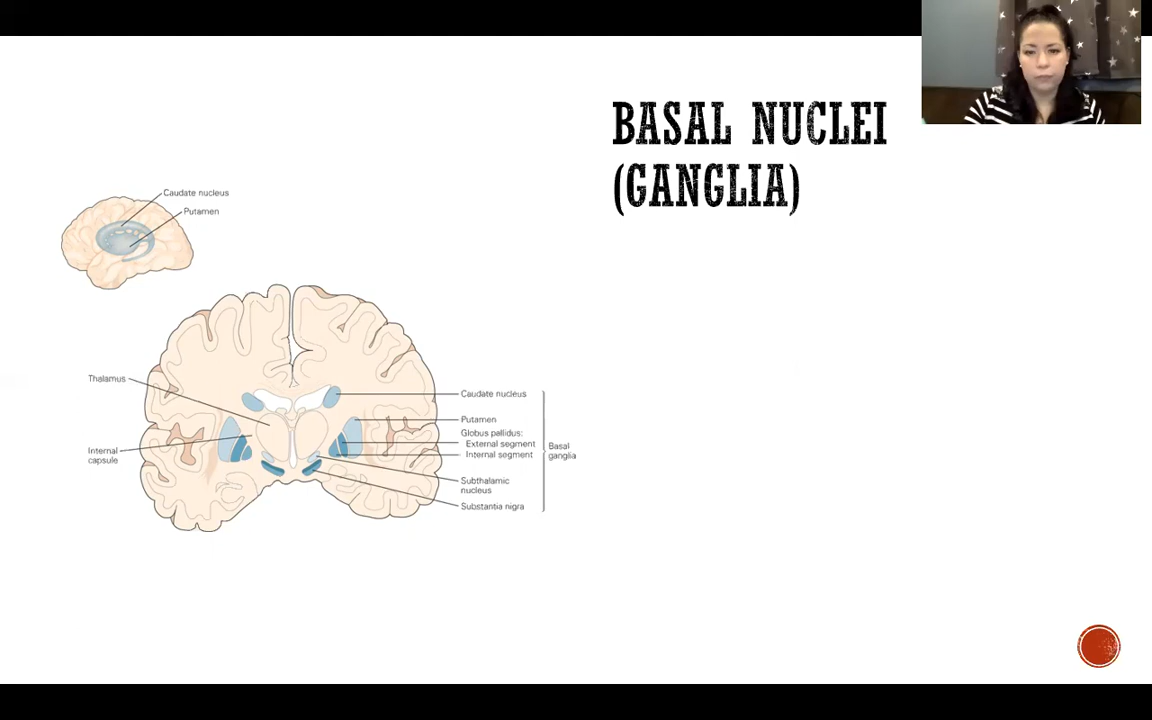 BASAL NUCLEI
(GANGLIA)
Caudate nucleus
Putamen
Thalamus
Internal
capsule
Caudate nucleus
Putamen
Globus pallidus:
External segment
Internal segment
Subthalamic
nucleus
Substantia nigra
Basal
ganglia